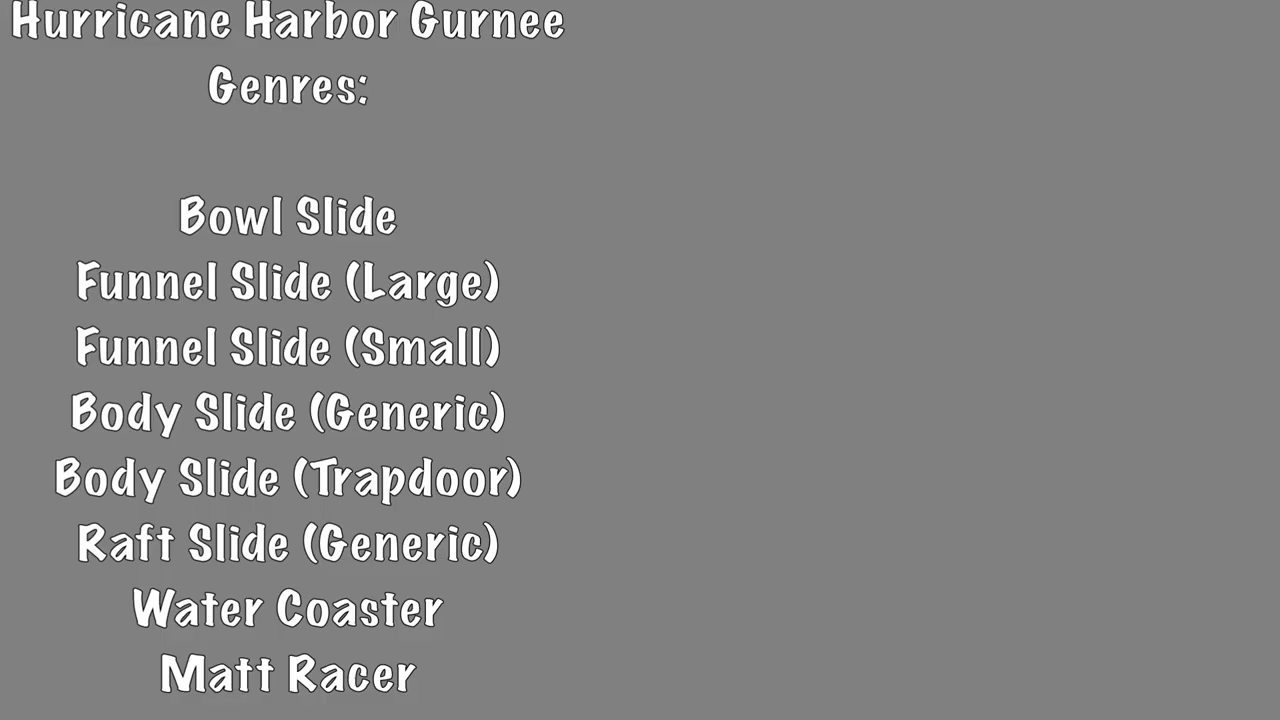 Hurricane Harbor Gurnee
Genres:
Bowl Slide
Funnel Slide (Large)
Funnel Slide (Small)
Body Slide (Generic)
Body Slide (Trapdoor)
Raft Slide (Generic)
Water Coaster
Matt Racer